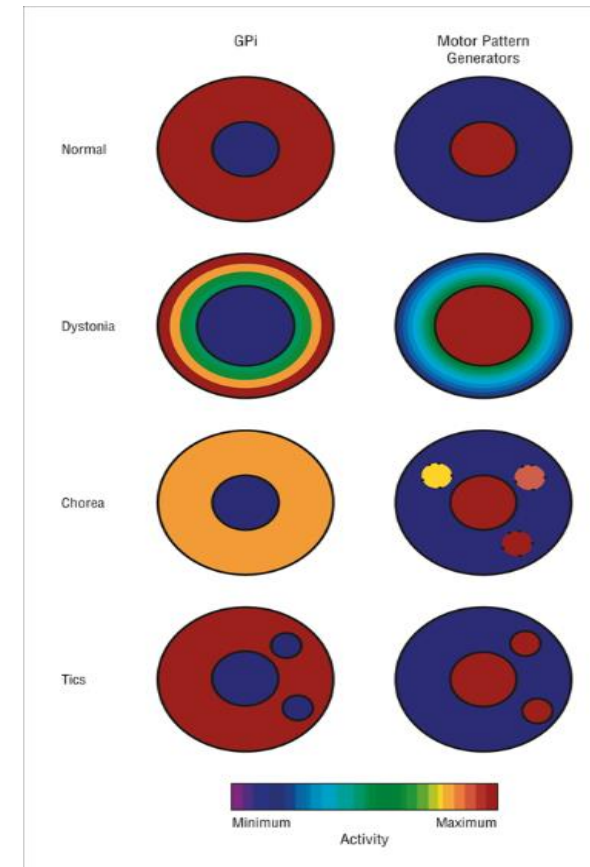 GPi
Motor Pattern
Generators
Normal
Dystonia
Chorea
Tics
Minimum
Maximum
Activity